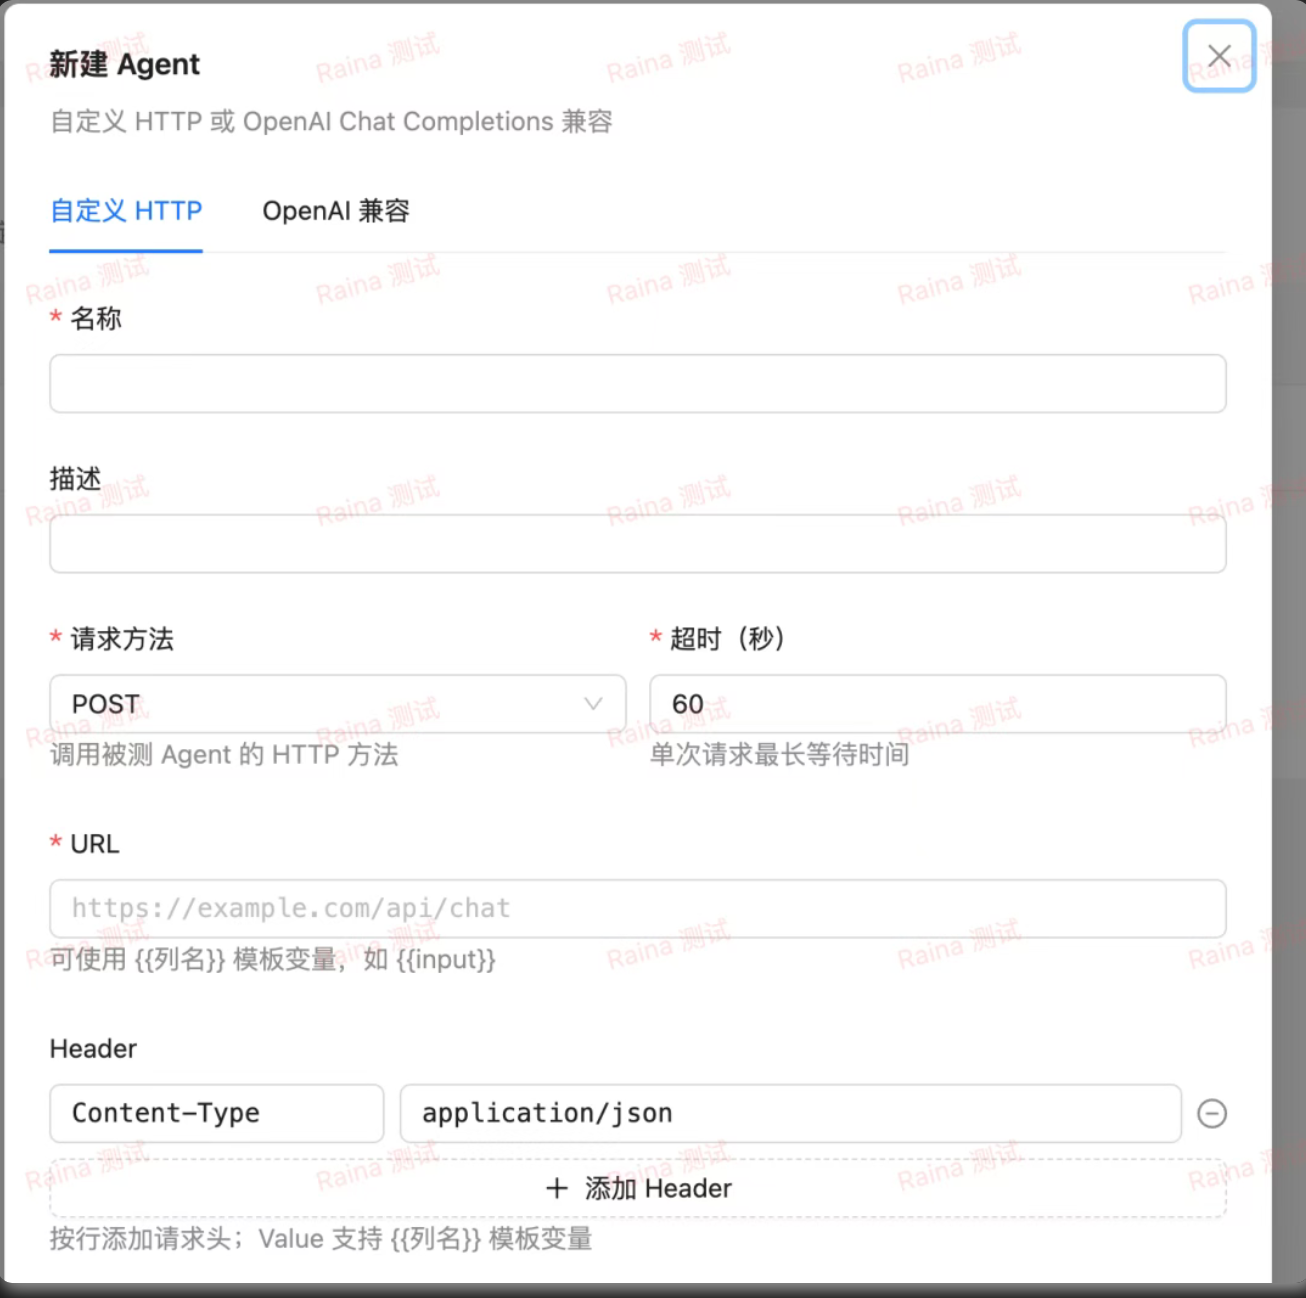 新建 Agent
自定义 HTTP 或 OpenAI Chat Completions 兼容
自定义 HTTP OpenAI 兼容
* 名称
描述
* 请求方法 * 超时（秒）
POST 60
调用被测 Agent 的 HTTP 方法 单次请求最长等待时间
* URL
https://example.com/api/chat
可使用 {{列名}} 模板变量，如 {{input}}
Header
Content-Type application/json
+ 添加 Header
按行添加请求头；Value 支持 {{列名}} 模板变量
Raina 测试